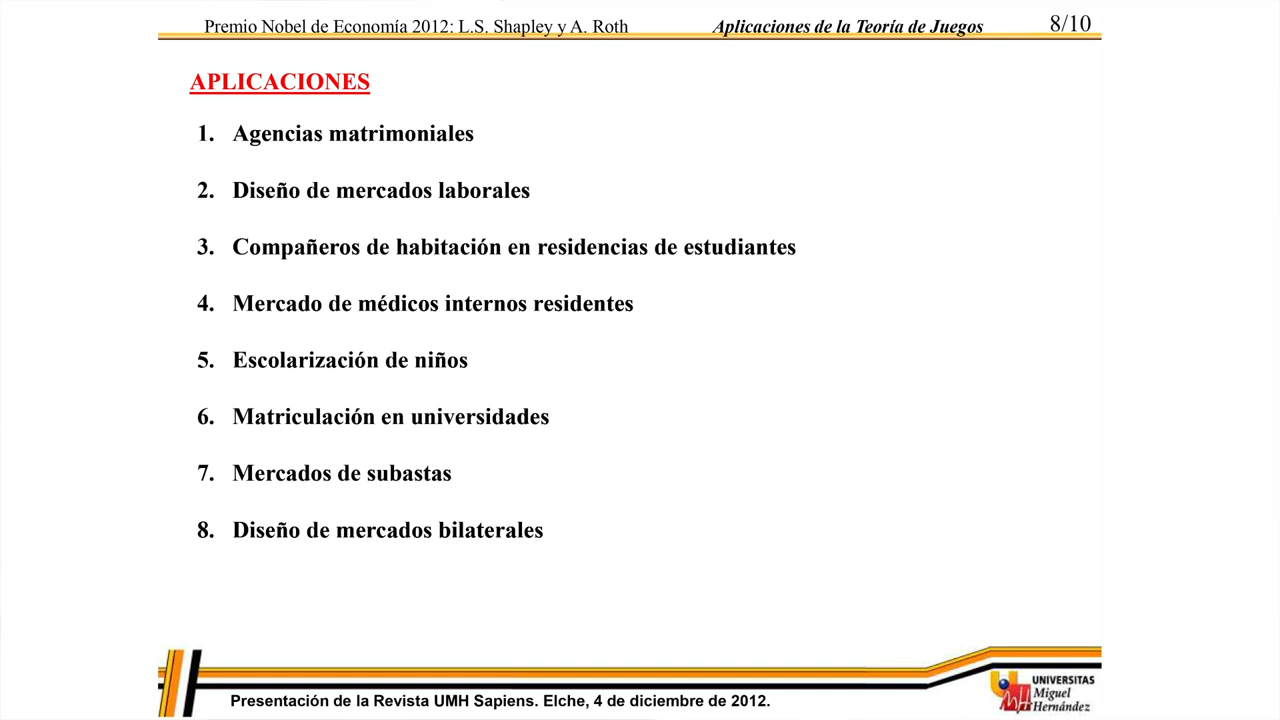 Premio Nobel de Economía 2012: L.S. Shapley y A. Roth Aplicaciones de la Teoría de Juegos 8/10
APLICACIONES
1. Agencias matrimoniales
2. Diseño de mercados laborales
3. Compañeros de habitación en residencias de estudiantes
4. Mercado de médicos internos residentes
5. Escolarización de niños
6. Matriculación en universidades
7. Mercados de subastas
8. Diseño de mercados bilaterales
Presentación de la Revista UMH Sapiens. Elche, 4 de diciembre de 2012.
UNIVERSITAS
Miguel
Hernández